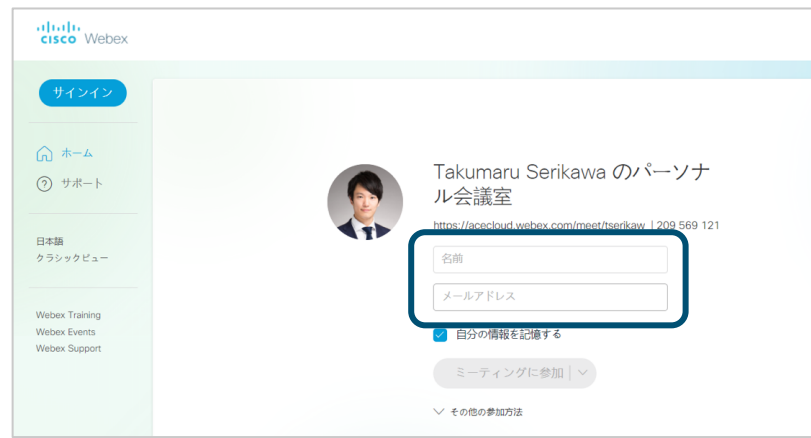 CISCO Webex
サインイン
ホーム
サポート
日本語
クラシックビュー
Webex Training
Webex Events
Webex Support
Takumaru Serikawa のパーソナ
ル会議室
https://acecloud.webex.com/meet/tserikaw | 209 569 121
名前
メールアドレス
自分の情報を記憶する
ミーティングに参加
その他の参加方法